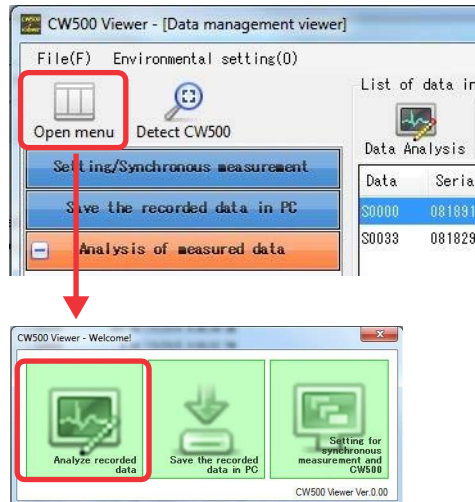 CW500 Viewer - [Data management viewer]
File(F) Environmental setting(O)
Open menu
Detect CW500
Setting/Synchronous measurement
Save the recorded data in PC
Analysis of measured data
List of data in
Data Analysis
Data Seria
S0000 081891
S0033 081829
CW500 Viewer - Welcome!
Analyze recorded
data
Save the recorded
data in PC
Setting for
synchronous
measurement and
CW500
CW500 Viewer Ver.0.00